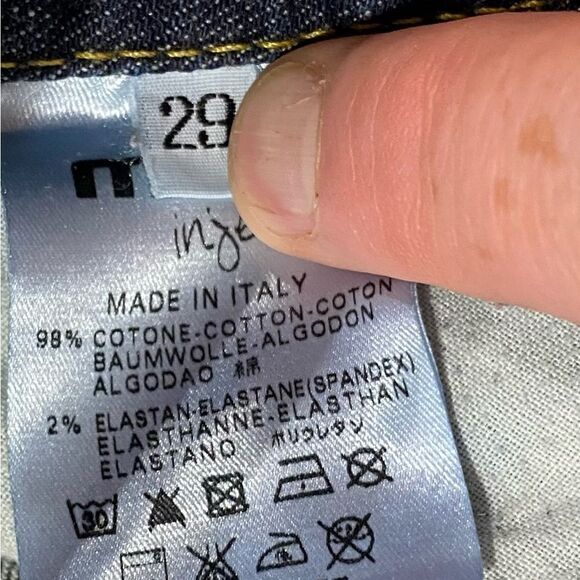 29
MADE IN ITALY
98% COTONE-COTTON-COTON
BAUMWOLLE-ALGODON
ALGODAO 綿
2% ELASTAN-ELASTANE(SPANDEX)
ELASTHANNE-ELASTHAN
ELASTANO ポリウレタン
30